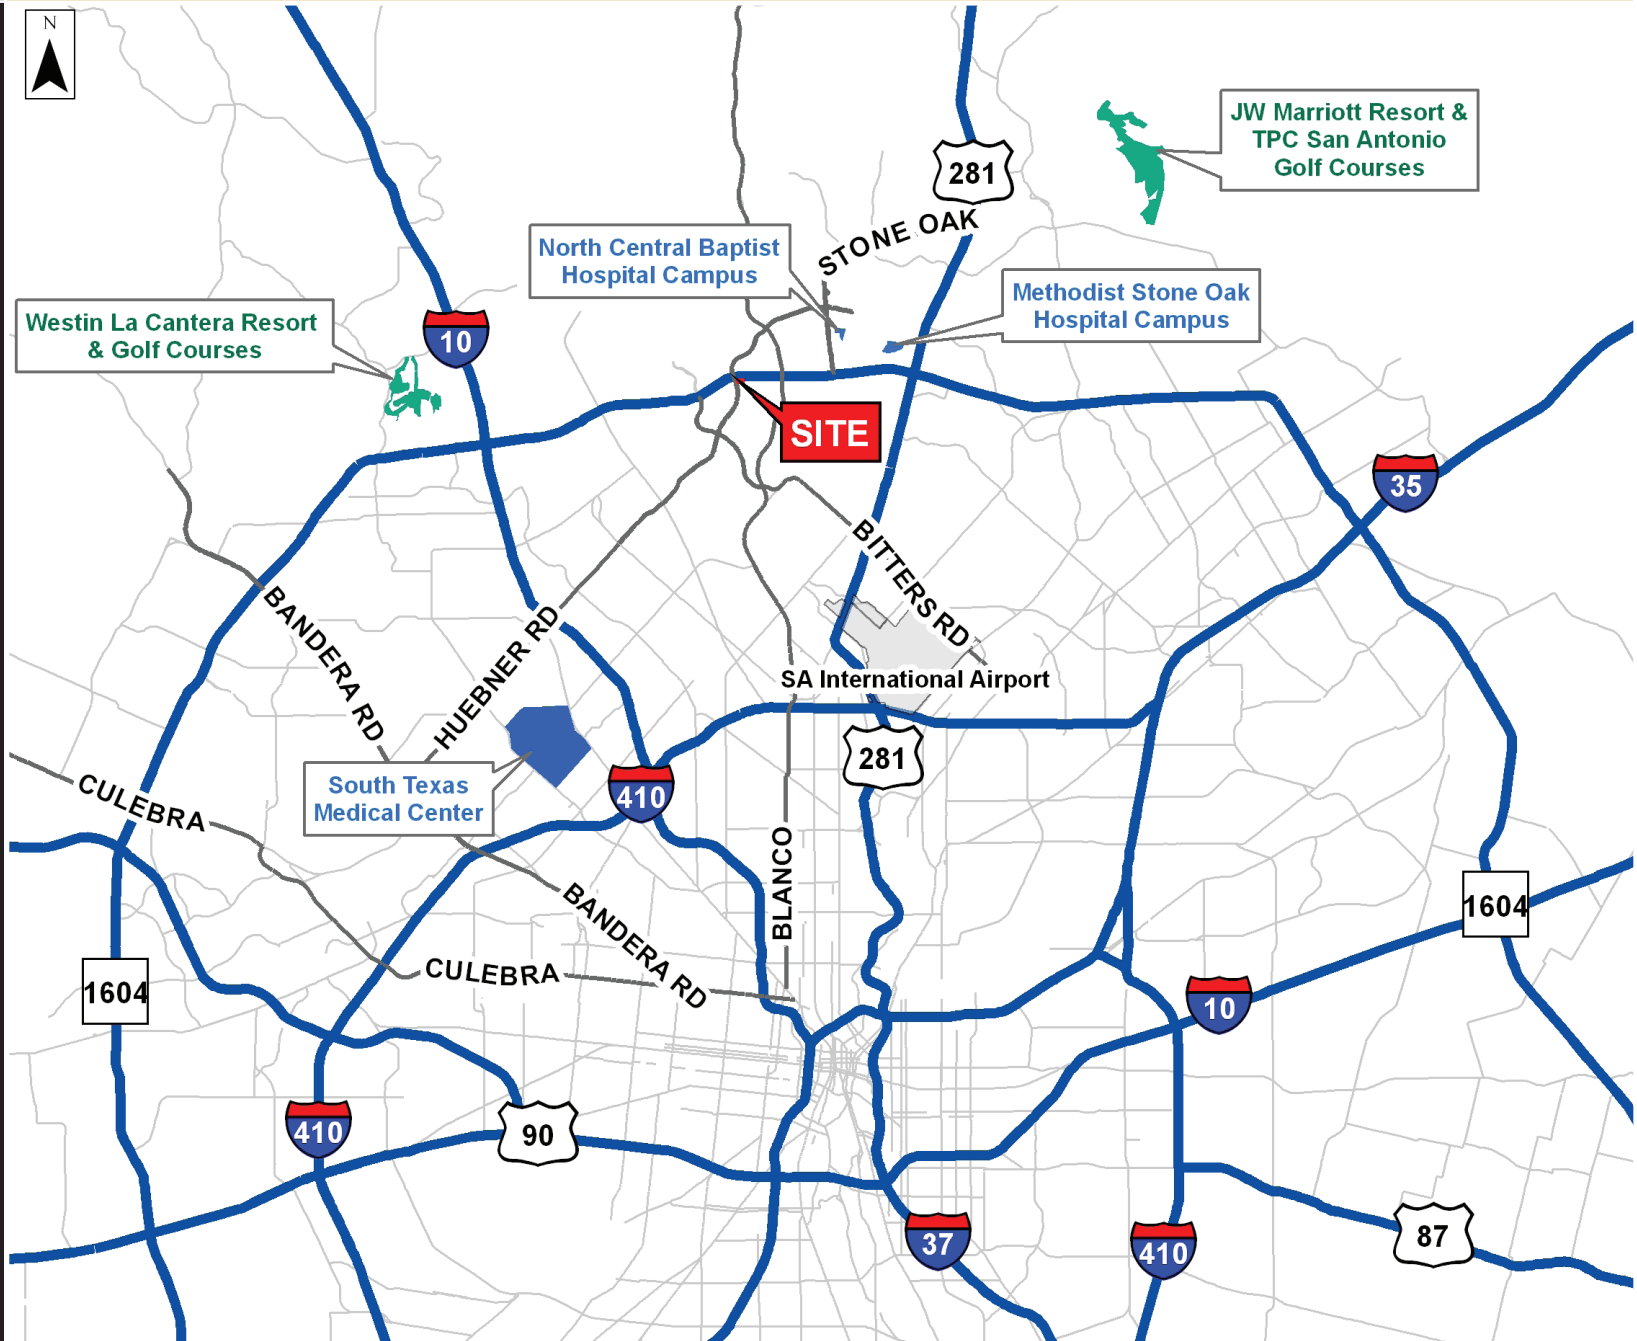 N
JW Marriott Resort &
TPC San Antonio
Golf Courses
281
STONE OAK
North Central Baptist
Hospital Campus
Methodist Stone Oak
Hospital Campus
Westin La Cantera Resort
& Golf Courses
10
SITE
35
BITTERS RD
BANDERA RD
HUEBNER RD
SA International Airport
281
South Texas
Medical Center
410
CULEBRA
BLANCO
BANDERA RD
1604
CULEBRA
1604
10
410
90
37
410
87